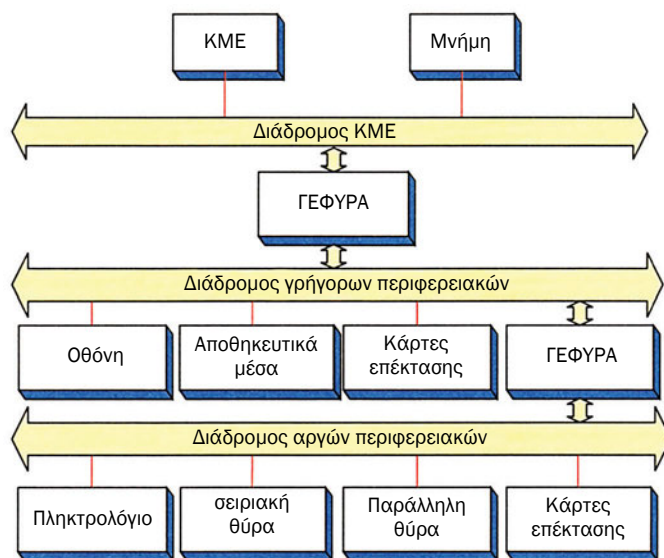 ΚΜΕ
Μνήμη
Διάδρομος ΚΜΕ
ΓΕΦΥΡΑ
Διάδρομος γρήγορων περιφερειακών
Οθόνη
Αποθηκευτικά
μέσα
Κάρτες
επέκτασης
ΓΕΦΥΡΑ
Διάδρομος αργών περιφερειακών
Πληκτρολόγιο
σειριακή
θύρα
Παράλληλη
θύρα
Κάρτες
επέκτασης